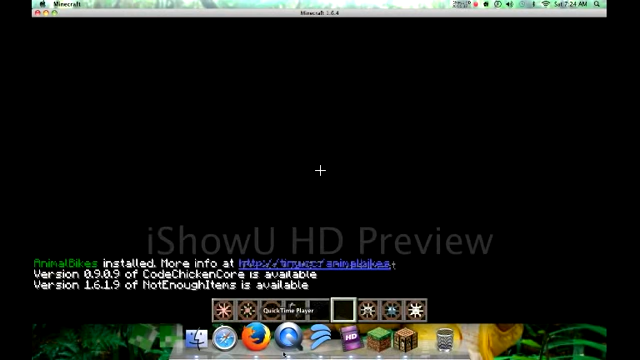 Minecraft
Sat 7:24 AM
Minecraft 1.6.4
iShowU HD Preview
AnimalBikes installed. More info at
Version 0.9.0.9 of CodeChickenCore is available
Version 1.6.1.9 of NotEnoughItems is available
QuickTime Player
HD